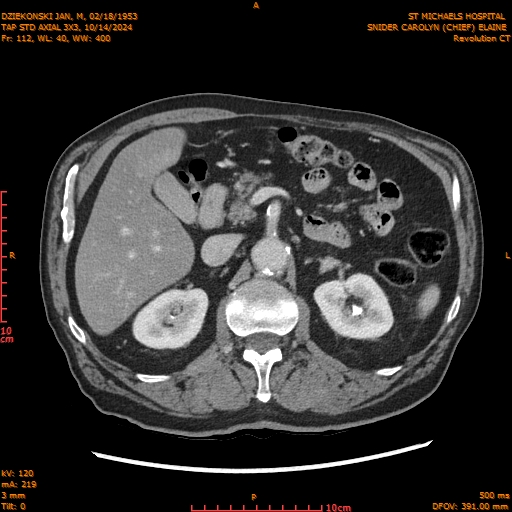 A
DZIEKONSKI JAN, M, 02/18/1953
TAP STD AXIAL 3X3, 10/14/2024
Fr: 112, WL: 40, WW: 400
ST MICHAELS HOSPITAL
SNIDER CAROLYN (CHIEF) ELAINE
Revolution CT
R
L
10
cm
kV: 120
mA: 219
3 mm
Tilt: 0
P
10cm
500 ms
DFOV: 391.00 mm